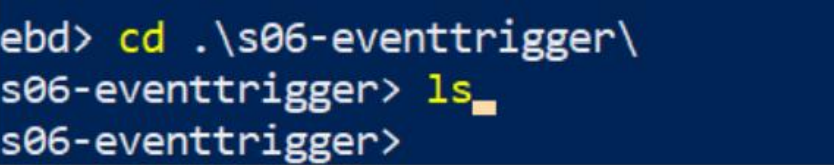 ebd> cd .\s06-eventtrigger\
s06-eventtrigger> ls
s06-eventtrigger>